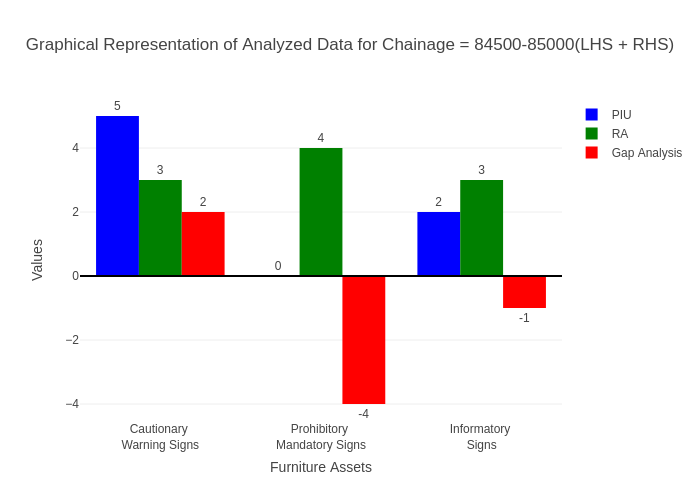 Graphical Representation of Analyzed Data for Chainage = 84500-85000(LHS + RHS)
PIU
RA
Gap Analysis
5
3
2
0
4
-4
2
3
-1
4
2
0
−2
−4
Values
Cautionary
Warning Signs
Prohibitory
Mandatory Signs
Informatory
Signs
Furniture Assets